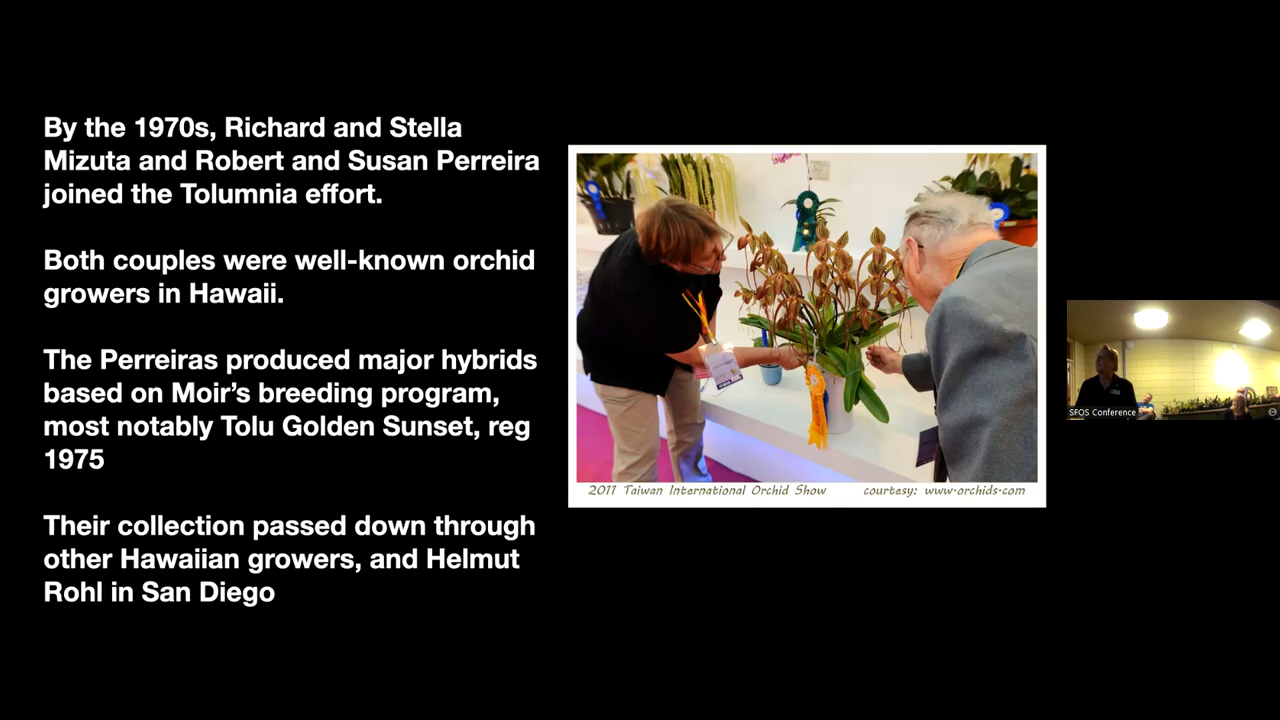 By the 1970s, Richard and Stella
Mizuta and Robert and Susan Perreira
joined the Tolumnia effort.
Both couples were well-known orchid
growers in Hawaii.
The Perreiras produced major hybrids
based on Moir’s breeding program,
most notably Tolu Golden Sunset, reg
1975
Their collection passed down through
other Hawaiian growers, and Helmut
Rohl in San Diego
2011 Taiwan International Orchid Show courtesy: www.orchids.com
SFOS Conference